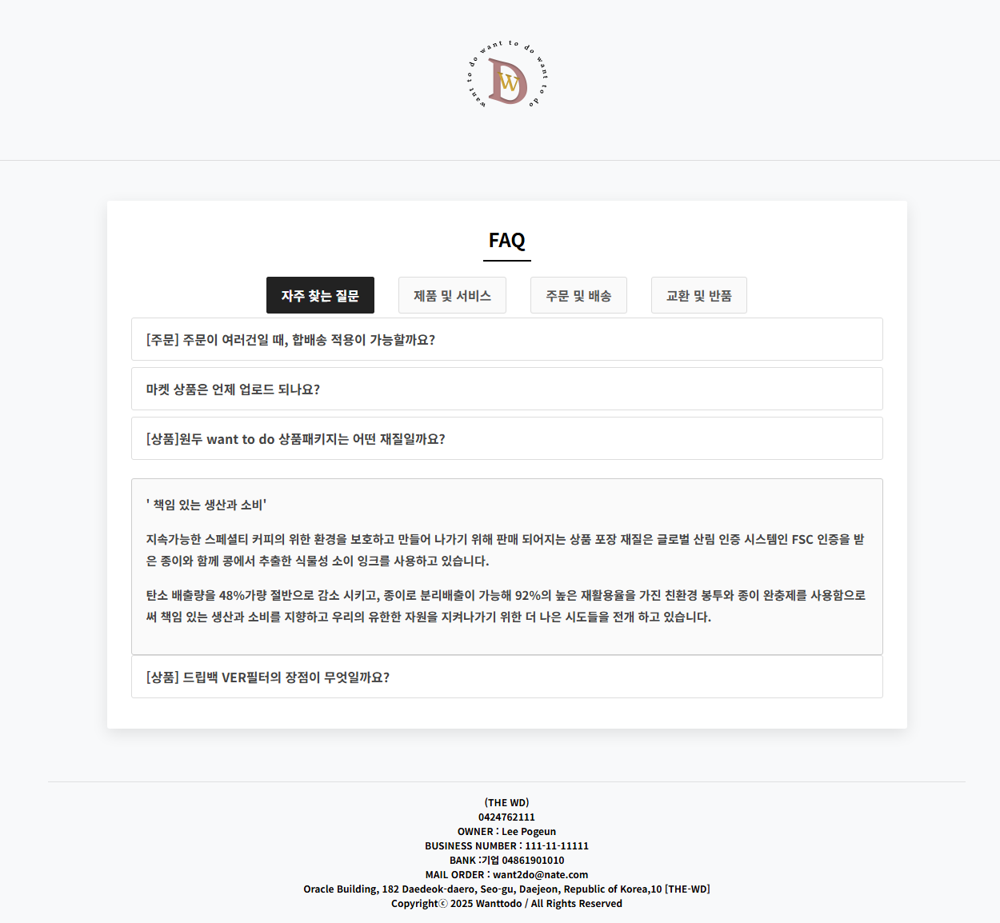 want to do want to do want to do want to do
D
W
FAQ
자주 찾는 질문
제품 및 서비스
주문 및 배송
교환 및 반품
[주문] 주문이 여러건일 때, 합배송 적용이 가능할까요?
마켓 상품은 언제 업로드 되나요?
[상품]원두 want to do 상품패키지는 어떤 재질일까요?
' 책임 있는 생산과 소비'
지속가능한 스페셜티 커피의 위한 환경을 보호하고 만들어 나가기 위해 판매 되어지는 상품 포장 재질은 글로벌 산림 인증 시스템인 FSC 인증을 받
은 종이와 함께 콩에서 추출한 식물성 소이 잉크를 사용하고 있습니다.
탄소 배출량을 48%가량 절반으로 감소 시키고, 종이로 분리배출이 가능해 92%의 높은 재활용율을 가진 친환경 봉투와 종이 완충제를 사용함으로
써 책임 있는 생산과 소비를 지향하고 우리의 유한한 자원을 지켜나가기 위한 더 나은 시도들을 전개 하고 있습니다.
[상품] 드립백 VER필터의 장점이 무엇일까요?
(THE WD)
0424762111
OWNER : Lee Pogeun
BUSINESS NUMBER : 111-11-11111
BANK :기업 04861901010
MAIL ORDER : want2do@nate.com
Oracle Building, 182 Daedeok-daero, Seo-gu, Daejeon, Republic of Korea,10 [THE-WD]
Copyrightⓒ 2025 Wanttodo / All Rights Reserved